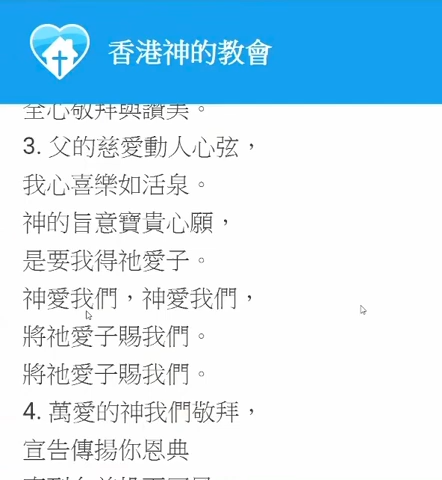 香港神的教會
全心敬拜與讚美。
3. 父的慈愛動人心弦，
我心喜樂如活泉。
神的旨意寶貴心願，
是要我得祂愛子。
神愛我們，神愛我們，
將祂愛子賜我們。
將祂愛子賜我們。
4. 萬愛的神我們敬拜，
宣告傳揚你恩典